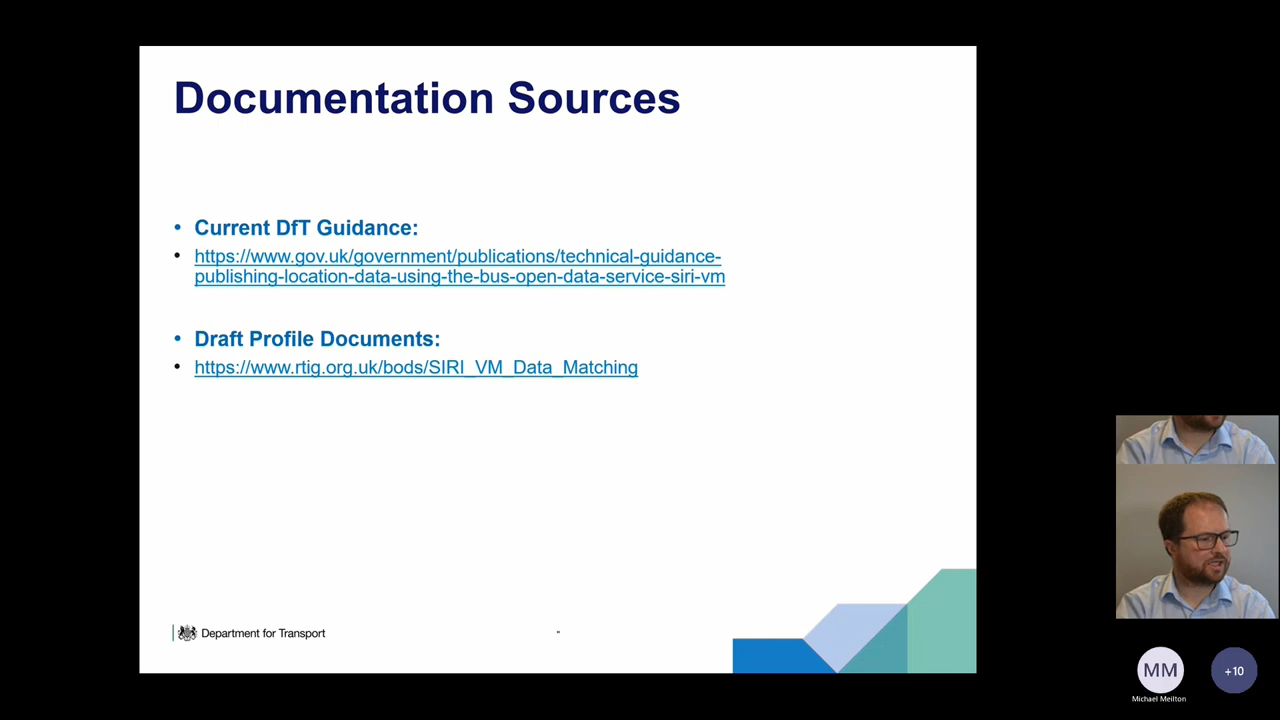 Documentation Sources
• Current DfT Guidance:
• https://www.gov.uk/government/publications/technical-guidance-
publishing-location-data-using-the-bus-open-data-service-siri-vm
• Draft Profile Documents:
• https://www.rtig.org.uk/bods/SIRI_VM_Data_Matching
Department for Transport
MM
+10
Michael Meilton